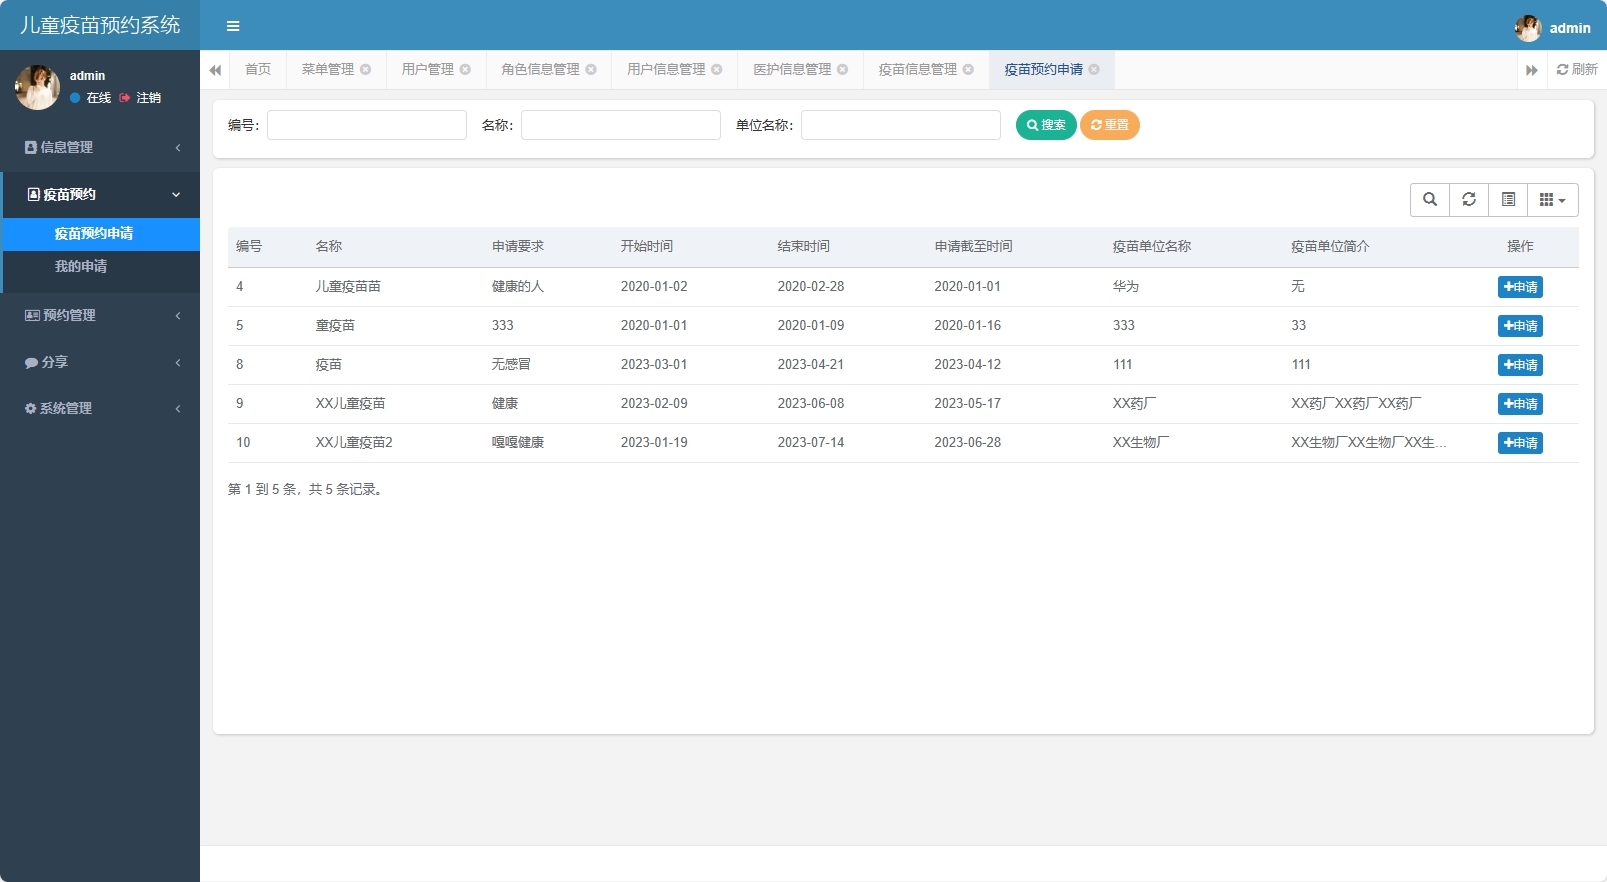 儿童疫苗预约系统
admin
admin
在线 注销
信息管理
疫苗预约
疫苗预约申请
我的申请
预约管理
分享
系统管理
首页 菜单管理 用户管理 角色信息管理 用户信息管理 医护信息管理 疫苗信息管理 疫苗预约申请 刷新
编号： 名称： 单位名称： 搜索 重置
编号 名称 申请要求 开始时间 结束时间 申请截至时间 疫苗单位名称 疫苗单位简介 操作
4 儿童疫苗苗 健康的人 2020-01-02 2020-02-28 2020-01-01 华为 无 申请
5 童疫苗 333 2020-01-01 2020-01-09 2020-01-16 333 33 申请
8 疫苗 无感冒 2023-03-01 2023-04-21 2023-04-12 111 111 申请
9 XX儿童疫苗 健康 2023-02-09 2023-06-08 2023-05-17 XX药厂 XX药厂XX药厂XX药厂 申请
10 XX儿童疫苗2 嘎嘎健康 2023-01-19 2023-07-14 2023-06-28 XX生物厂 XX生物厂XX生物厂XX生... 申请
第 1 到 5 条，共 5 条记录。